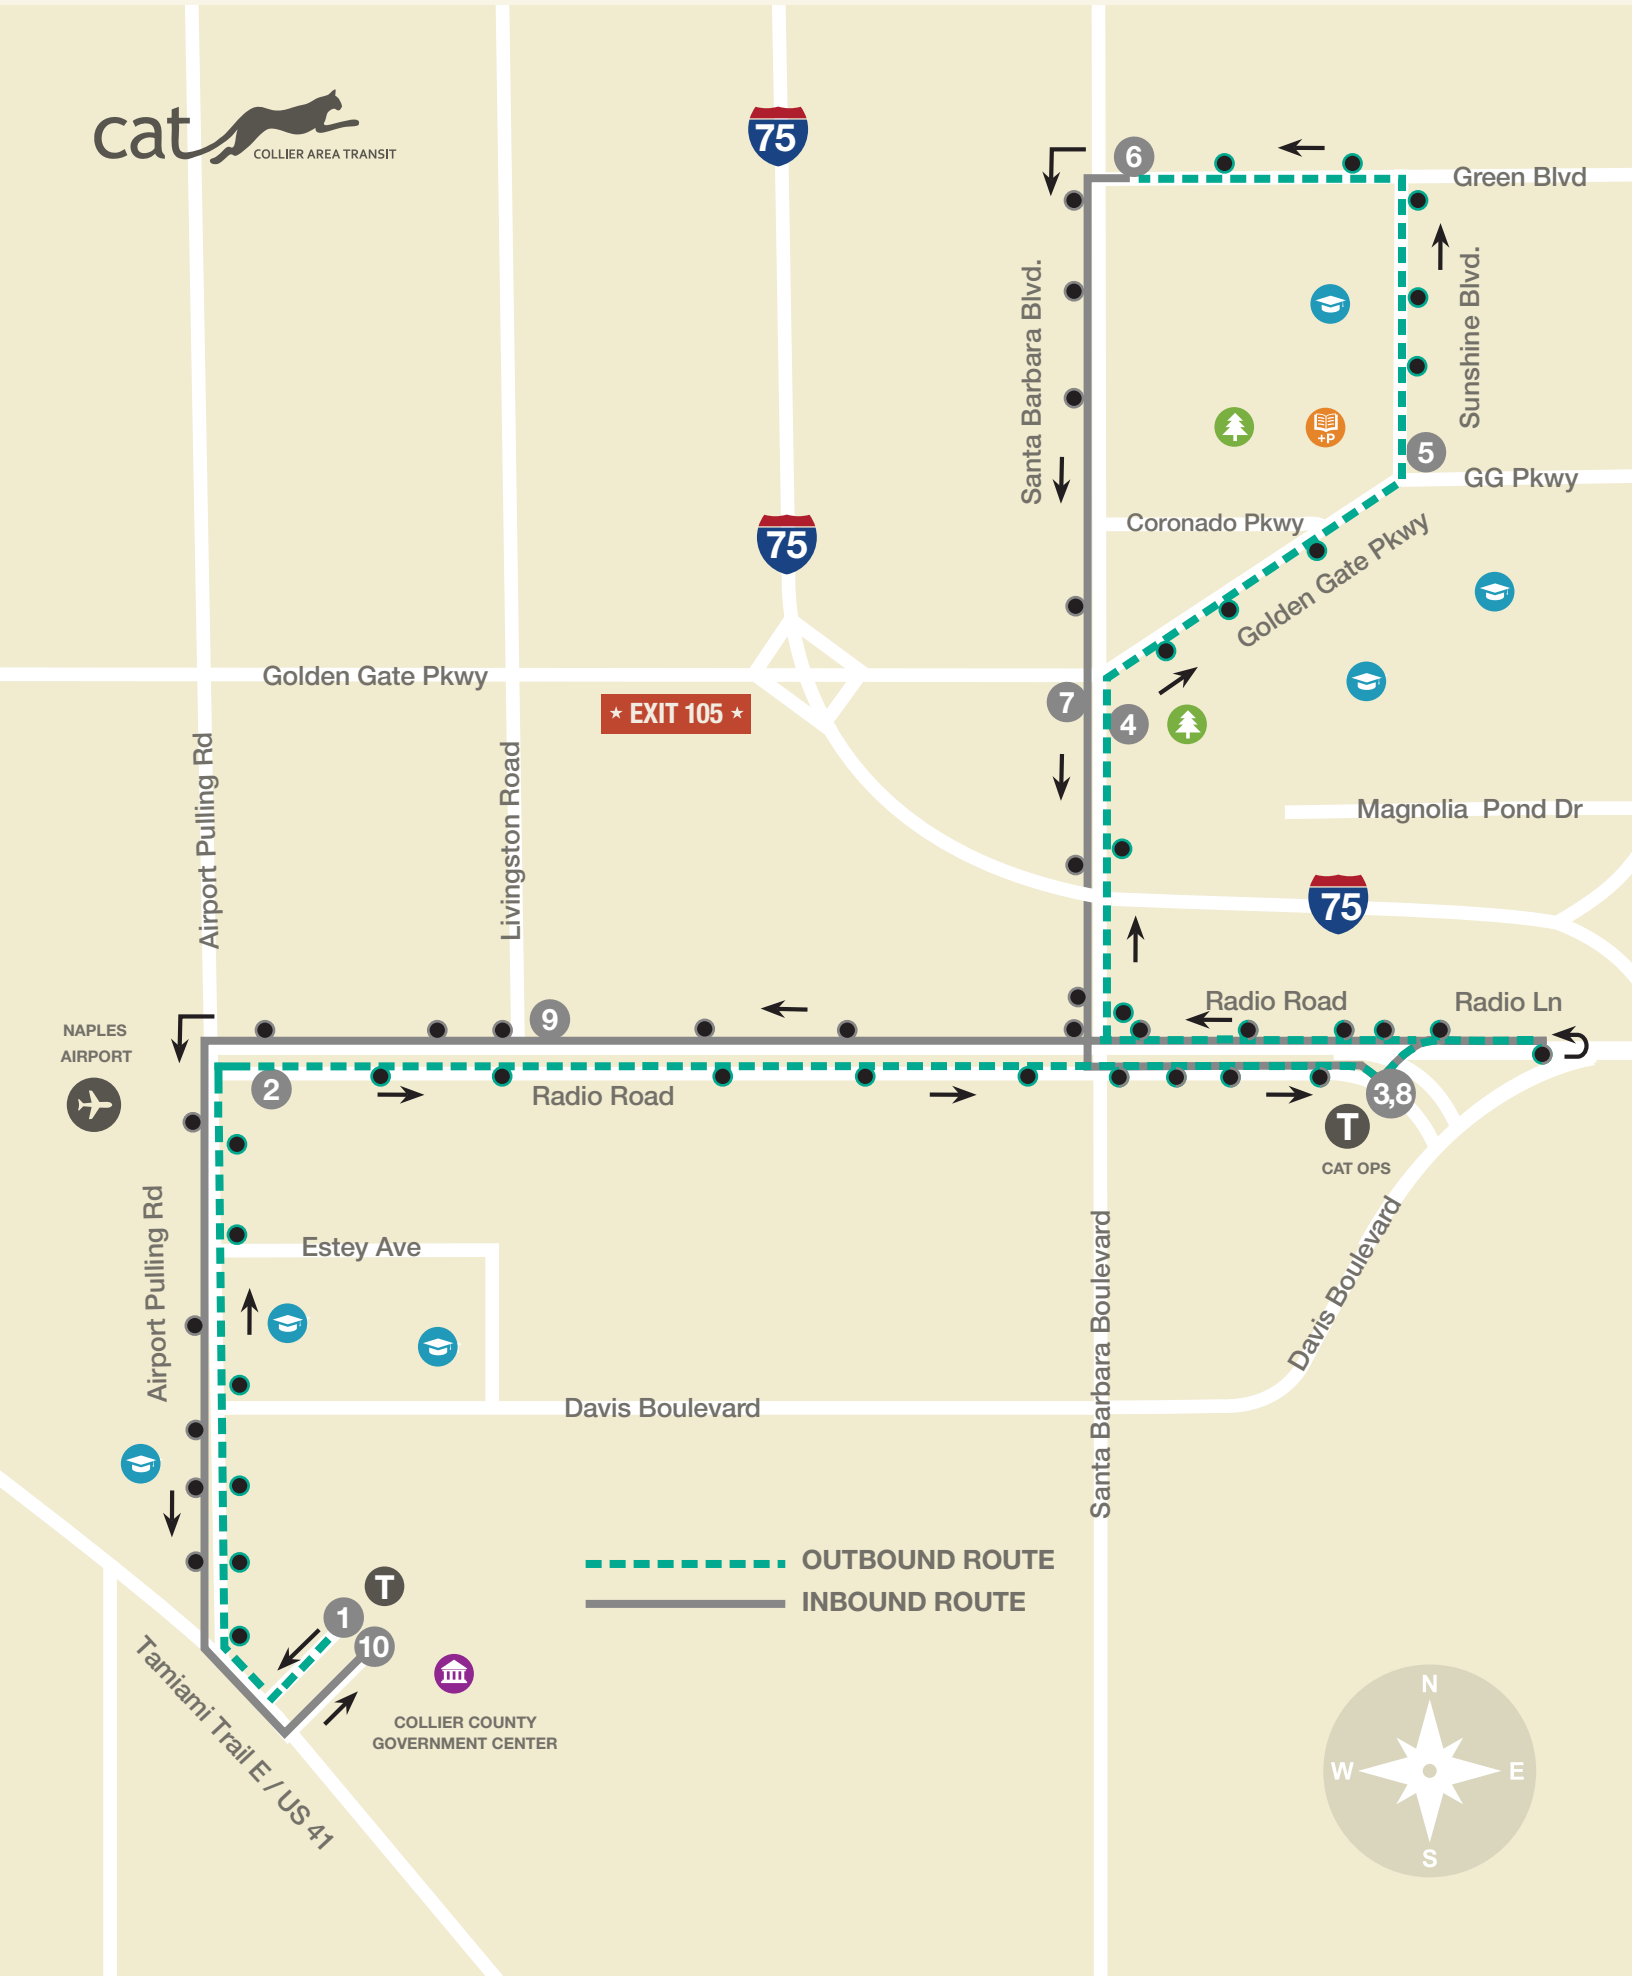 cat
COLLIER AREA TRANSIT
75
6
Green Blvd
Santa Barbara Blvd.
Sunshine Blvd.
+P
5
GG Pkwy
Coronado Pkwy
75
Golden Gate Pkwy
Golden Gate Pkwy
EXIT 105
7
4
Airport Pulling Rd
Livingston Road
Magnolia Pond Dr
75
9
Radio Road
Radio Ln
NAPLES
AIRPORT
2
Radio Road
3,8
T
CAT OPS
Airport Pulling Rd
Estey Ave
Santa Barbara Boulevard
Davis Boulevard
Davis Boulevard
OUTBOUND ROUTE
INBOUND ROUTE
T
1
10
Tamiami Trail E / US 41
COLLIER COUNTY
GOVERNMENT CENTER
N
W
E
S